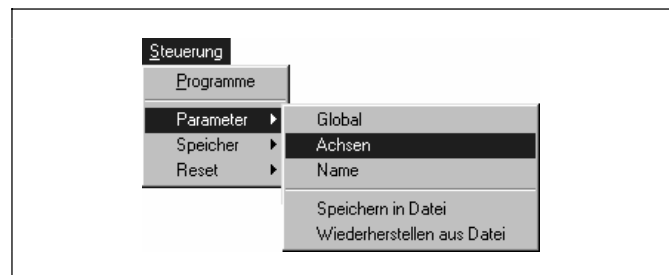 Steuerung
Programme
Parameter
Speicher
Reset
Global
Achsen
Name
Speichern in Datei
Wiederherstellen aus Datei